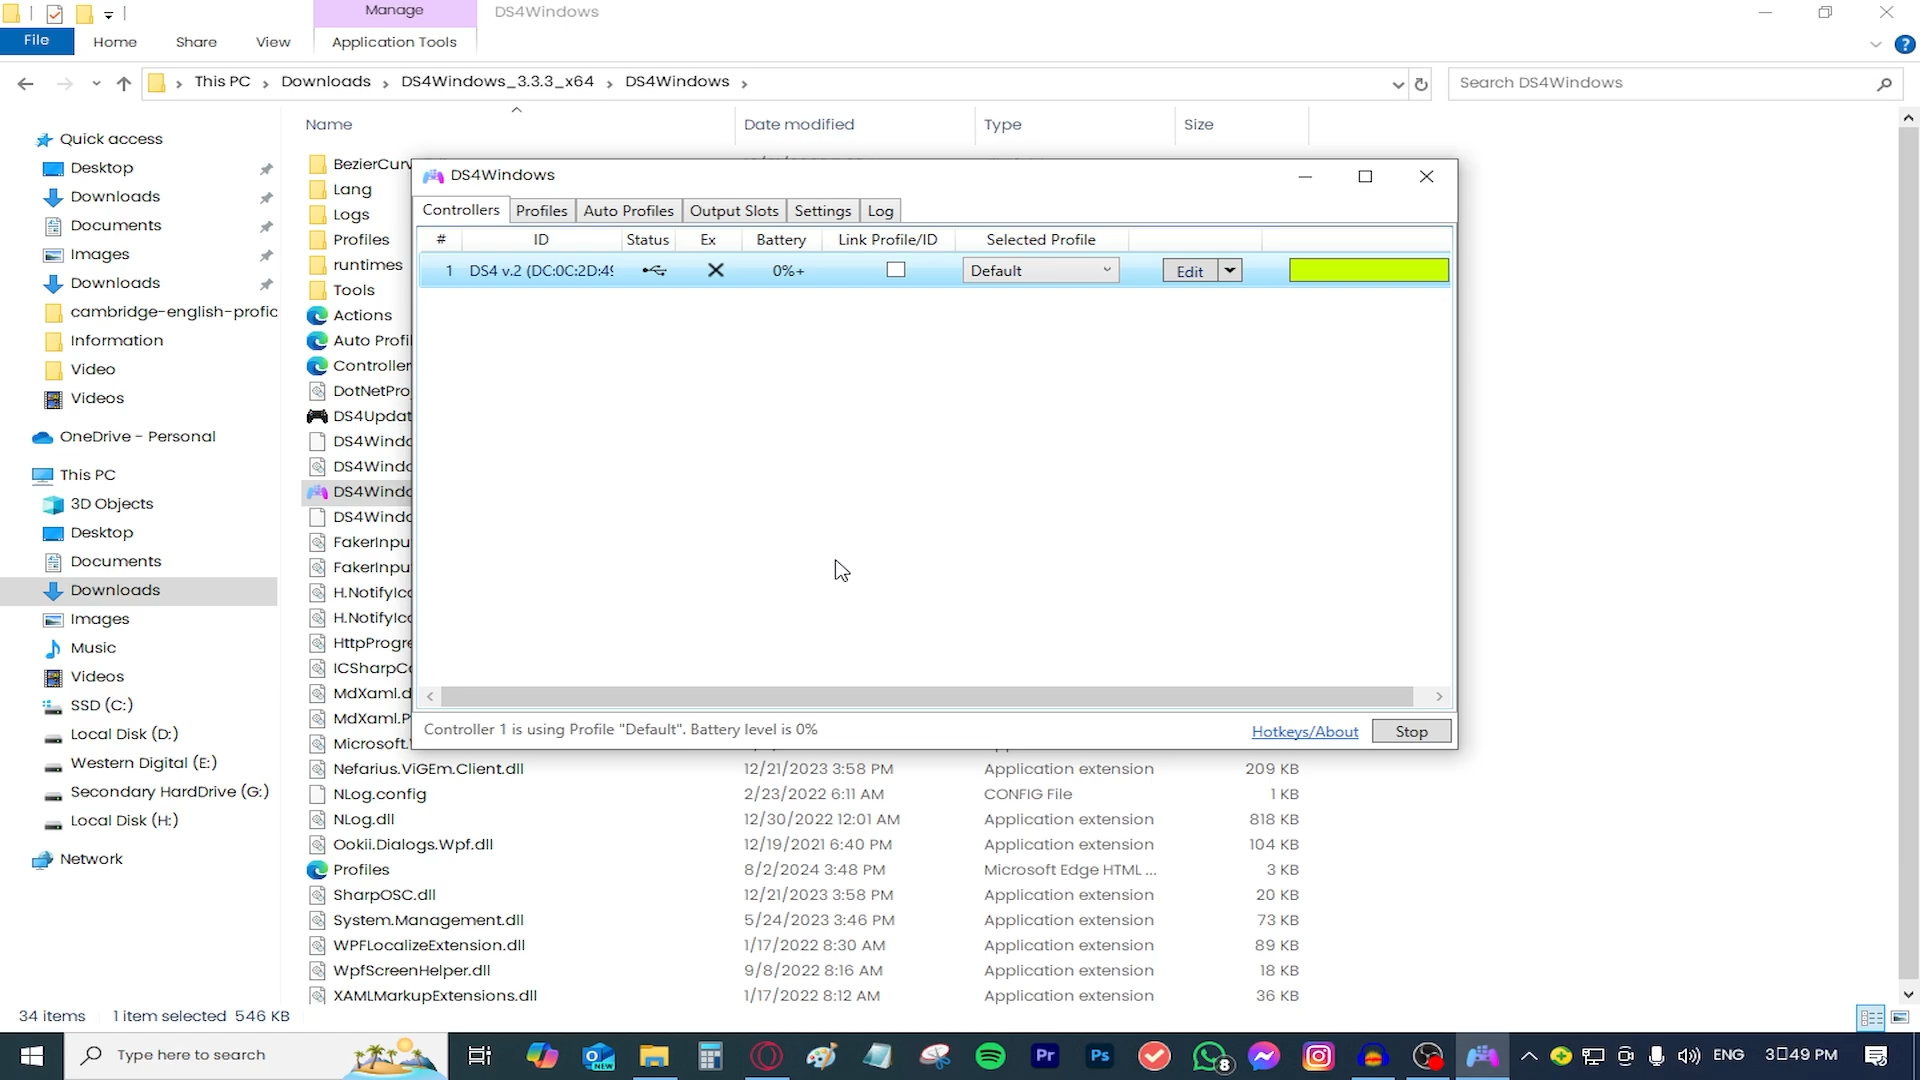 Manage
DS4Windows
File
Home
Share
View
Application Tools
This PC
Downloads
DS4Windows_3.3.3_x64
DS4Windows
Search DS4Windows
Name
Date modified
Type
Size
Quick access
Desktop
Downloads
Documents
Images
Downloads
cambridge-english-profic
Information
Video
Videos
OneDrive - Personal
This PC
3D Objects
Desktop
Documents
Downloads
Images
Music
Videos
SSD (C:)
Local Disk (D:)
Western Digital (E:)
Secondary HardDrive (G:)
Local Disk (H:)
Network
BezierCurv
Lang
Logs
Profiles
runtimes
Tools
Actions
Auto Profil
Controller
DotNetProj
DS4Updat
DS4Windo
DS4Windo
DS4Windo
DS4Windo
FakerInpu
FakerInpu
H.NotifyIco
H.NotifyIco
HttpProgre
ICSharpCo
MdXaml.d
MdXaml.P
Microsoft.
DS4Windows
Controllers
Profiles
Auto Profiles
Output Slots
Settings
Log
# ID Status Ex Battery Link Profile/ID Selected Profile
1 DS4 v.2 (DC:0C:2D:49 0%+ Default Edit
Controller 1 is using Profile "Default". Battery level is 0%
Hotkeys/About
Stop
Nefarius.ViGEm.Client.dll 12/21/2023 3:58 PM Application extension 209 KB
NLog.config 2/23/2022 6:11 AM CONFIG File 1 KB
NLog.dll 12/30/2022 12:01 AM Application extension 818 KB
Ookii.Dialogs.Wpf.dll 12/19/2021 6:40 PM Application extension 104 KB
Profiles 8/2/2024 3:48 PM Microsoft Edge HTML ... 3 KB
SharpOSC.dll 12/21/2023 3:58 PM Application extension 20 KB
System.Management.dll 5/24/2023 3:46 PM Application extension 73 KB
WPFLocalizeExtension.dll 1/17/2022 8:30 AM Application extension 89 KB
WpfScreenHelper.dll 9/8/2022 8:16 AM Application extension 18 KB
XAMLMarkupExtensions.dll 1/17/2022 8:12 AM Application extension 36 KB
34 items 1 item selected 546 KB
Type here to search
NEW
Pr
Ps
8
ENG
3▯49 PM